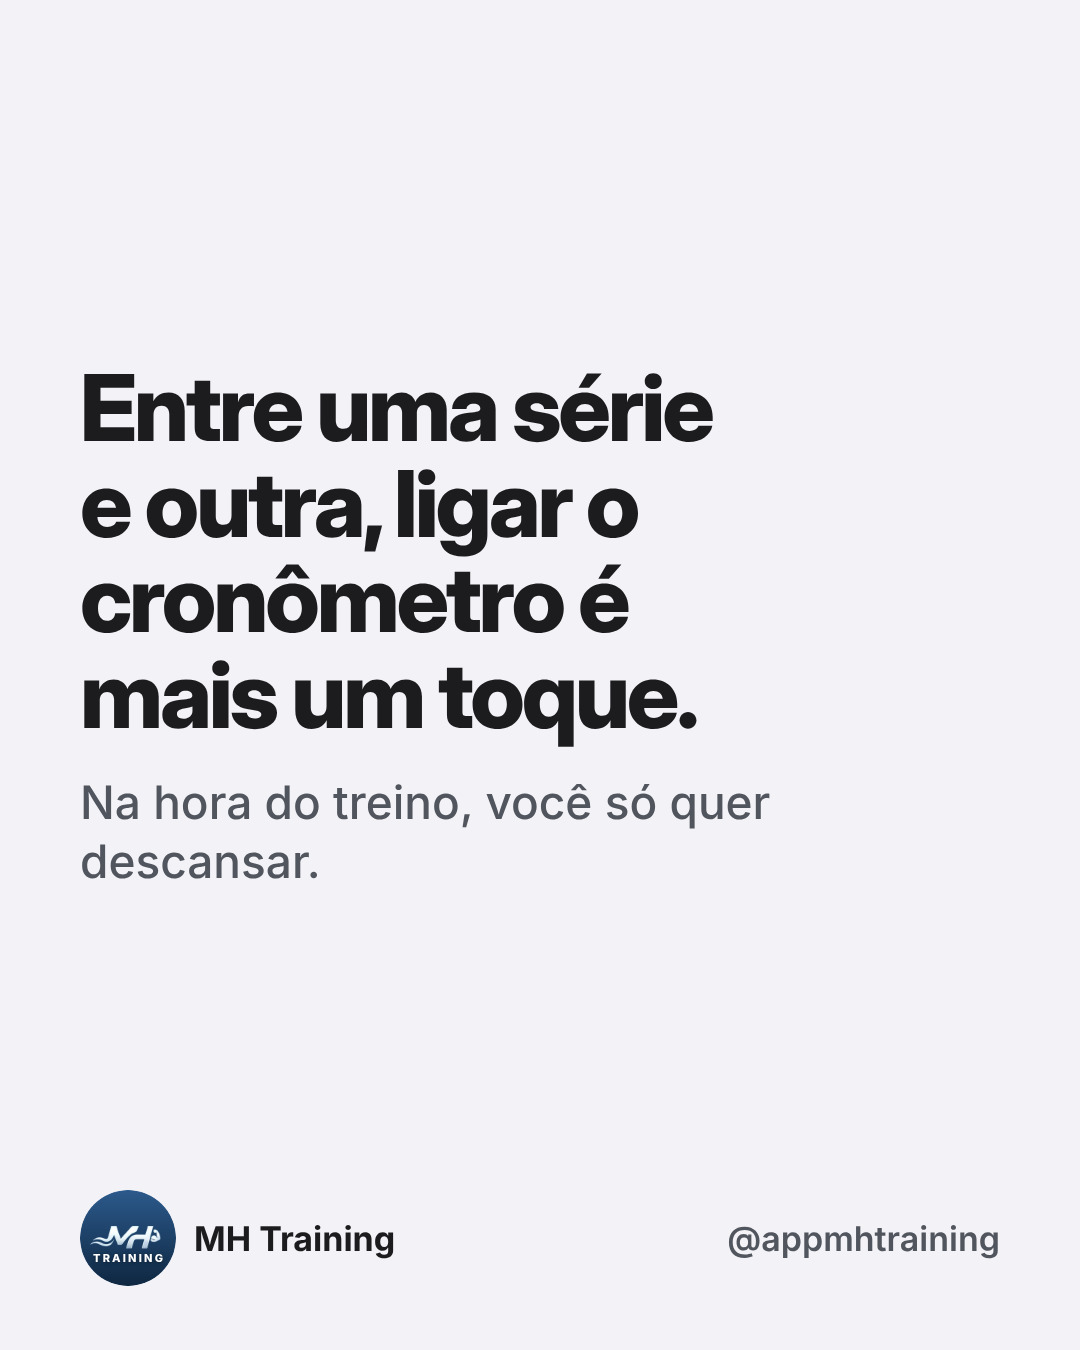 Entre uma série
e outra, ligar o
cronômetro é
mais um toque.
Na hora do treino, você só quer
descansar.
MH
TRAINING
MH Training
@appmhtraining